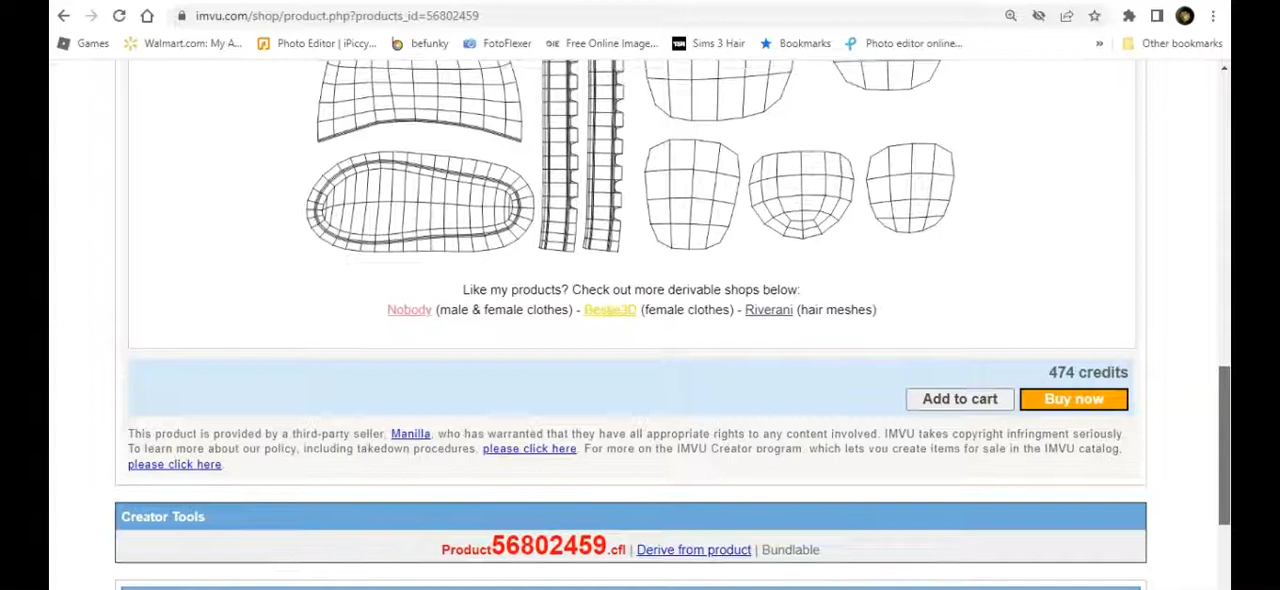 imvu.com/shop/product.php?products_id=56802459
Games Walmart.com: My A... Photo Editor | iPiccy... befunky FotoFlexer DIE Free Online Image... TSR Sims 3 Hair Bookmarks Photo editor online... » Other bookmarks
Like my products? Check out more derivable shops below:
Nobody (male & female clothes) - Bestie3D (female clothes) - Riverani (hair meshes)
474 credits
Add to cart Buy now
This product is provided by a third-party seller, Manilla, who has warranted that they have all appropriate rights to any content involved. IMVU takes copyright infringment seriously.
To learn more about our policy, including takedown procedures, please click here. For more on the IMVU Creator program, which lets you create items for sale in the IMVU catalog,
please click here.
Creator Tools
Product56802459.cfl | Derive from product | Bundlable